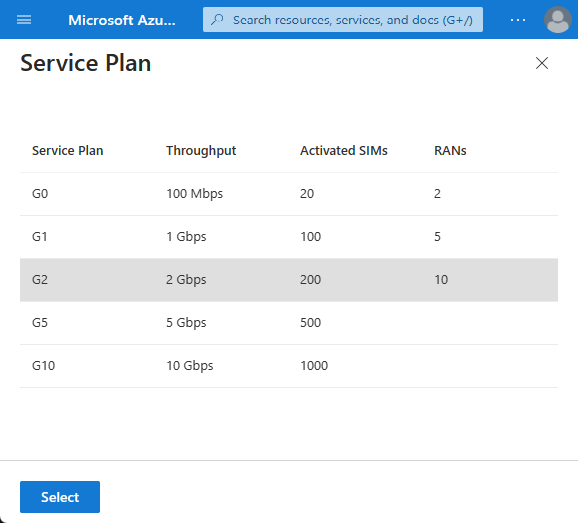 Microsoft Azu... Search resources, services, and docs (G+/) ...
Service Plan
Service Plan Throughput Activated SIMs RANs
G0 100 Mbps 20 2
G1 1 Gbps 100 5
G2 2 Gbps 200 10
G5 5 Gbps 500
G10 10 Gbps 1000
Select